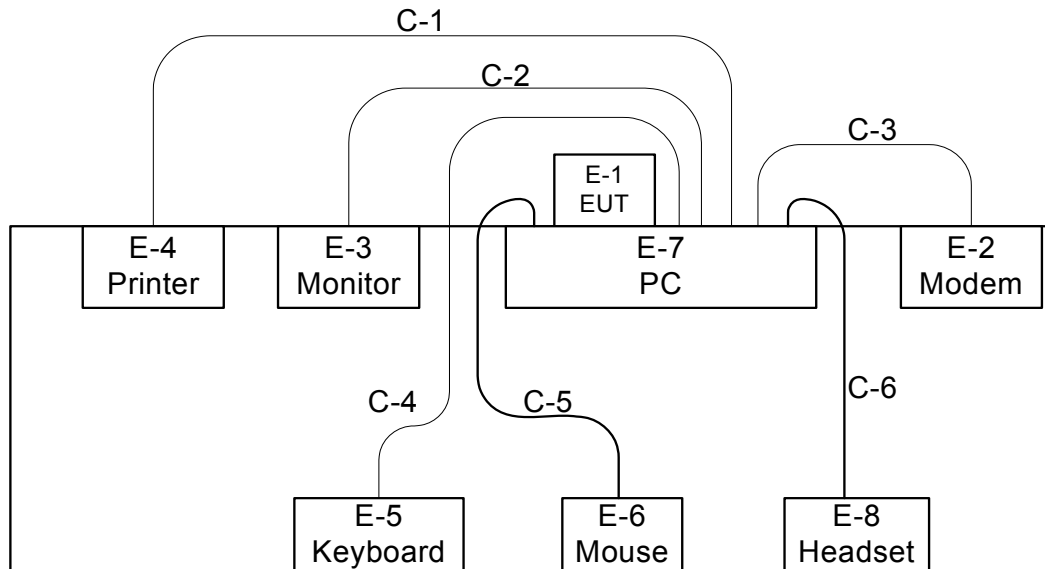 C-1
C-2
C-3
E-1
EUT
E-4
Printer
E-3
Monitor
E-7
PC
E-2
Modem
C-4
C-5
C-6
E-5
Keyboard
E-6
Mouse
E-8
Headset